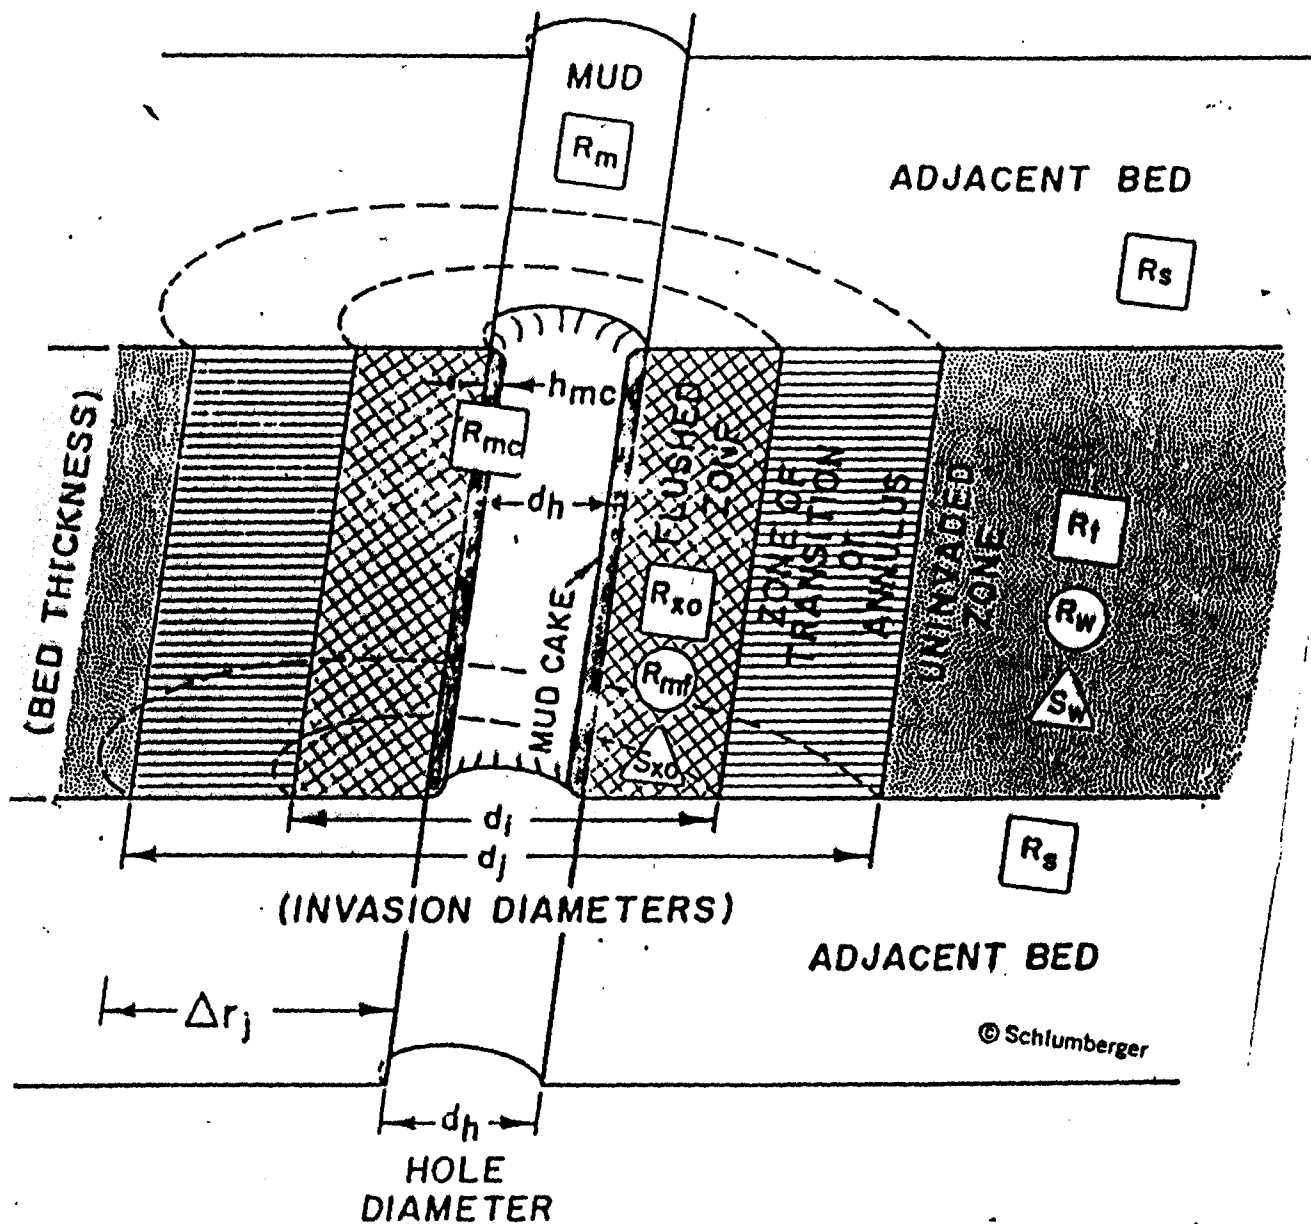 MUD
Rm
ADJACENT BED
Rs
hmc
Rmc
(BED THICKNESS)
dh
MUD CAKE
FLUSHED
ZONE
ZONE OF
TRANSITION
OR
ANNULUS
UNINVADED
ZONE
Rxo
Rmf
Sxo
Rt
Rw
Sw
di
dj
(INVASION DIAMETERS)
Rs
ADJACENT BED
Δrj
© Schlumberger
dh
HOLE
DIAMETER